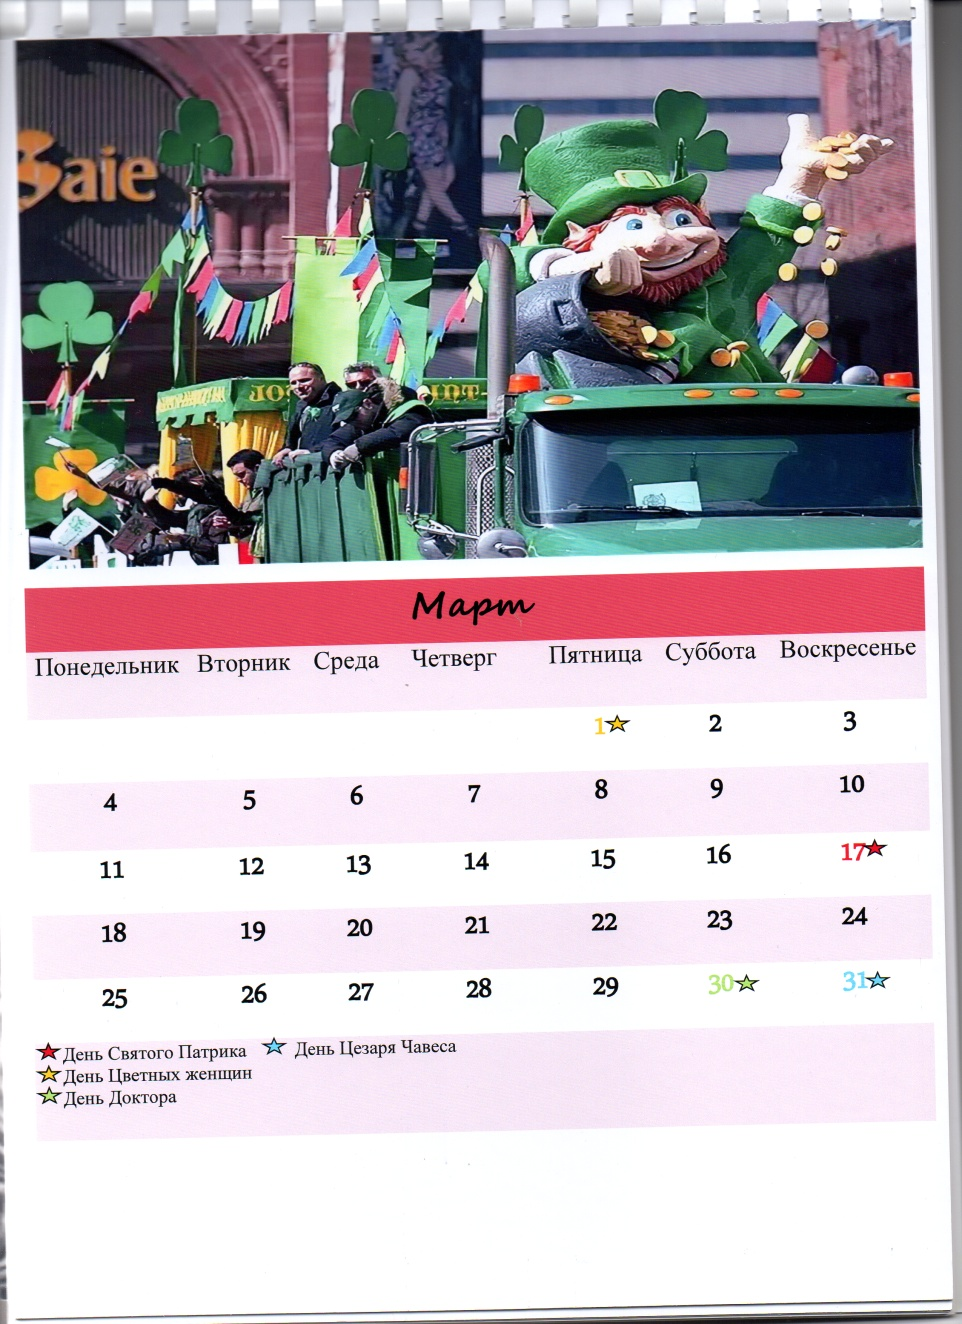 aie
Март
Понедельник Вторник Среда Четверг Пятница Суббота Воскресенье
1 2 3
4 5 6 7 8 9 10
11 12 13 14 15 16 17
18 19 20 21 22 23 24
25 26 27 28 29 30 31
День Святого Патрика День Цезаря Чавеса
День Цветных женщин
День Доктора